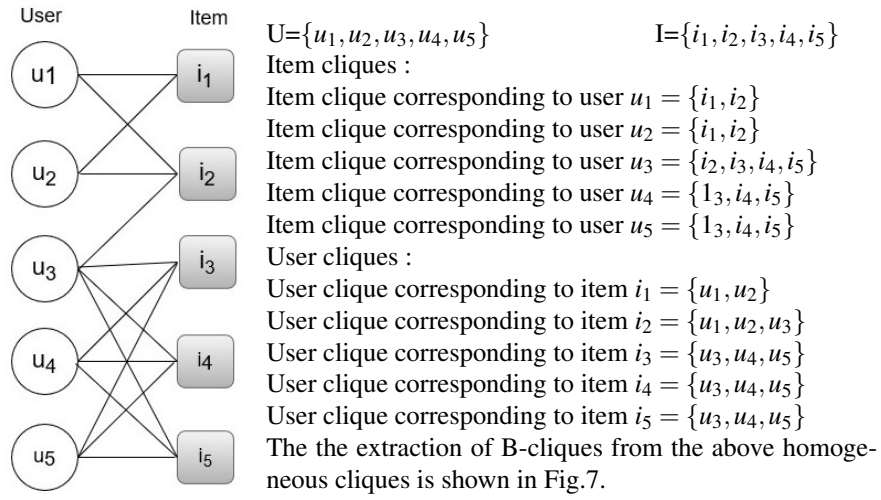 User Item
u1 i1
u2 i2
u3 i3
u4 i4
u5 i5
U={u1,u2,u3,u4,u5} I={i1,i2,i3,i4,i5}
Item cliques :
Item clique corresponding to user u1 = {i1,i2}
Item clique corresponding to user u2 = {i1,i2}
Item clique corresponding to user u3 = {i2,i3,i4,i5}
Item clique corresponding to user u4 = {13,i4,i5}
Item clique corresponding to user u5 = {13,i4,i5}
User cliques :
User clique corresponding to item i1 = {u1,u2}
User clique corresponding to item i2 = {u1,u2,u3}
User clique corresponding to item i3 = {u3,u4,u5}
User clique corresponding to item i4 = {u3,u4,u5}
User clique corresponding to item i5 = {u3,u4,u5}
The the extraction of B-cliques from the above homoge-
neous cliques is shown in Fig.7.